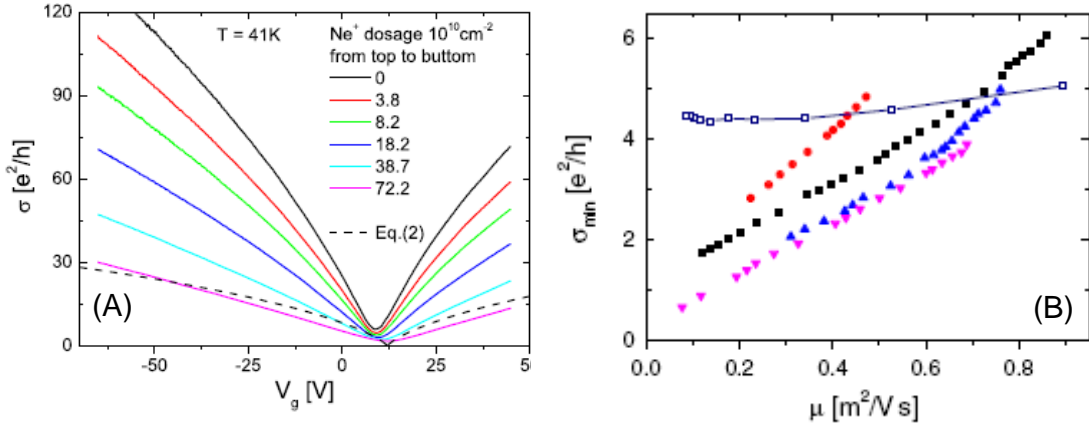 120
90
60
30
0
σ [e²/h]
T = 41K
Ne⁺ dosage 10¹⁰cm⁻²
from top to buttom
0
3.8
8.2
18.2
38.7
72.2
Eq.(2)
(A)
-50
-25
0
25
50
V_g [V]
6
4
2
0
σ_min [e²/h]
(B)
0.0
0.2
0.4
0.6
0.8
μ [m²/V s]